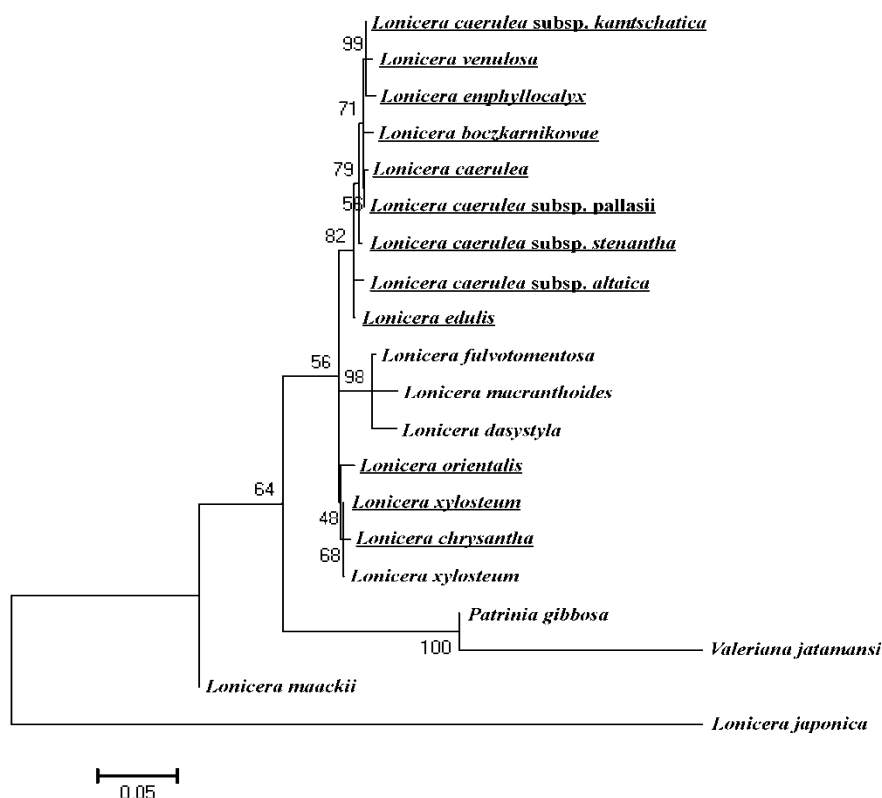 Lonicera caerulea subsp. kamtschatica
99
Lonicera venulosa
Lonicera emphyllocalyx
71
Lonicera boczkarnikowae
79
Lonicera caerulea
56
Lonicera caerulea subsp. pallasii
82
Lonicera caerulea subsp. stenantha
Lonicera caerulea subsp. altaica
Lonicera edulis
56
98
Lonicera fulvotomentosa
Lonicera macranthoides
Lonicera dasystyla
Lonicera orientalis
64
Lonicera xylosteum
48
Lonicera chrysantha
68
Lonicera xylosteum
Patrinia gibbosa
100
Valeriana jatamansi
Lonicera maackii
Lonicera japonica
0.05